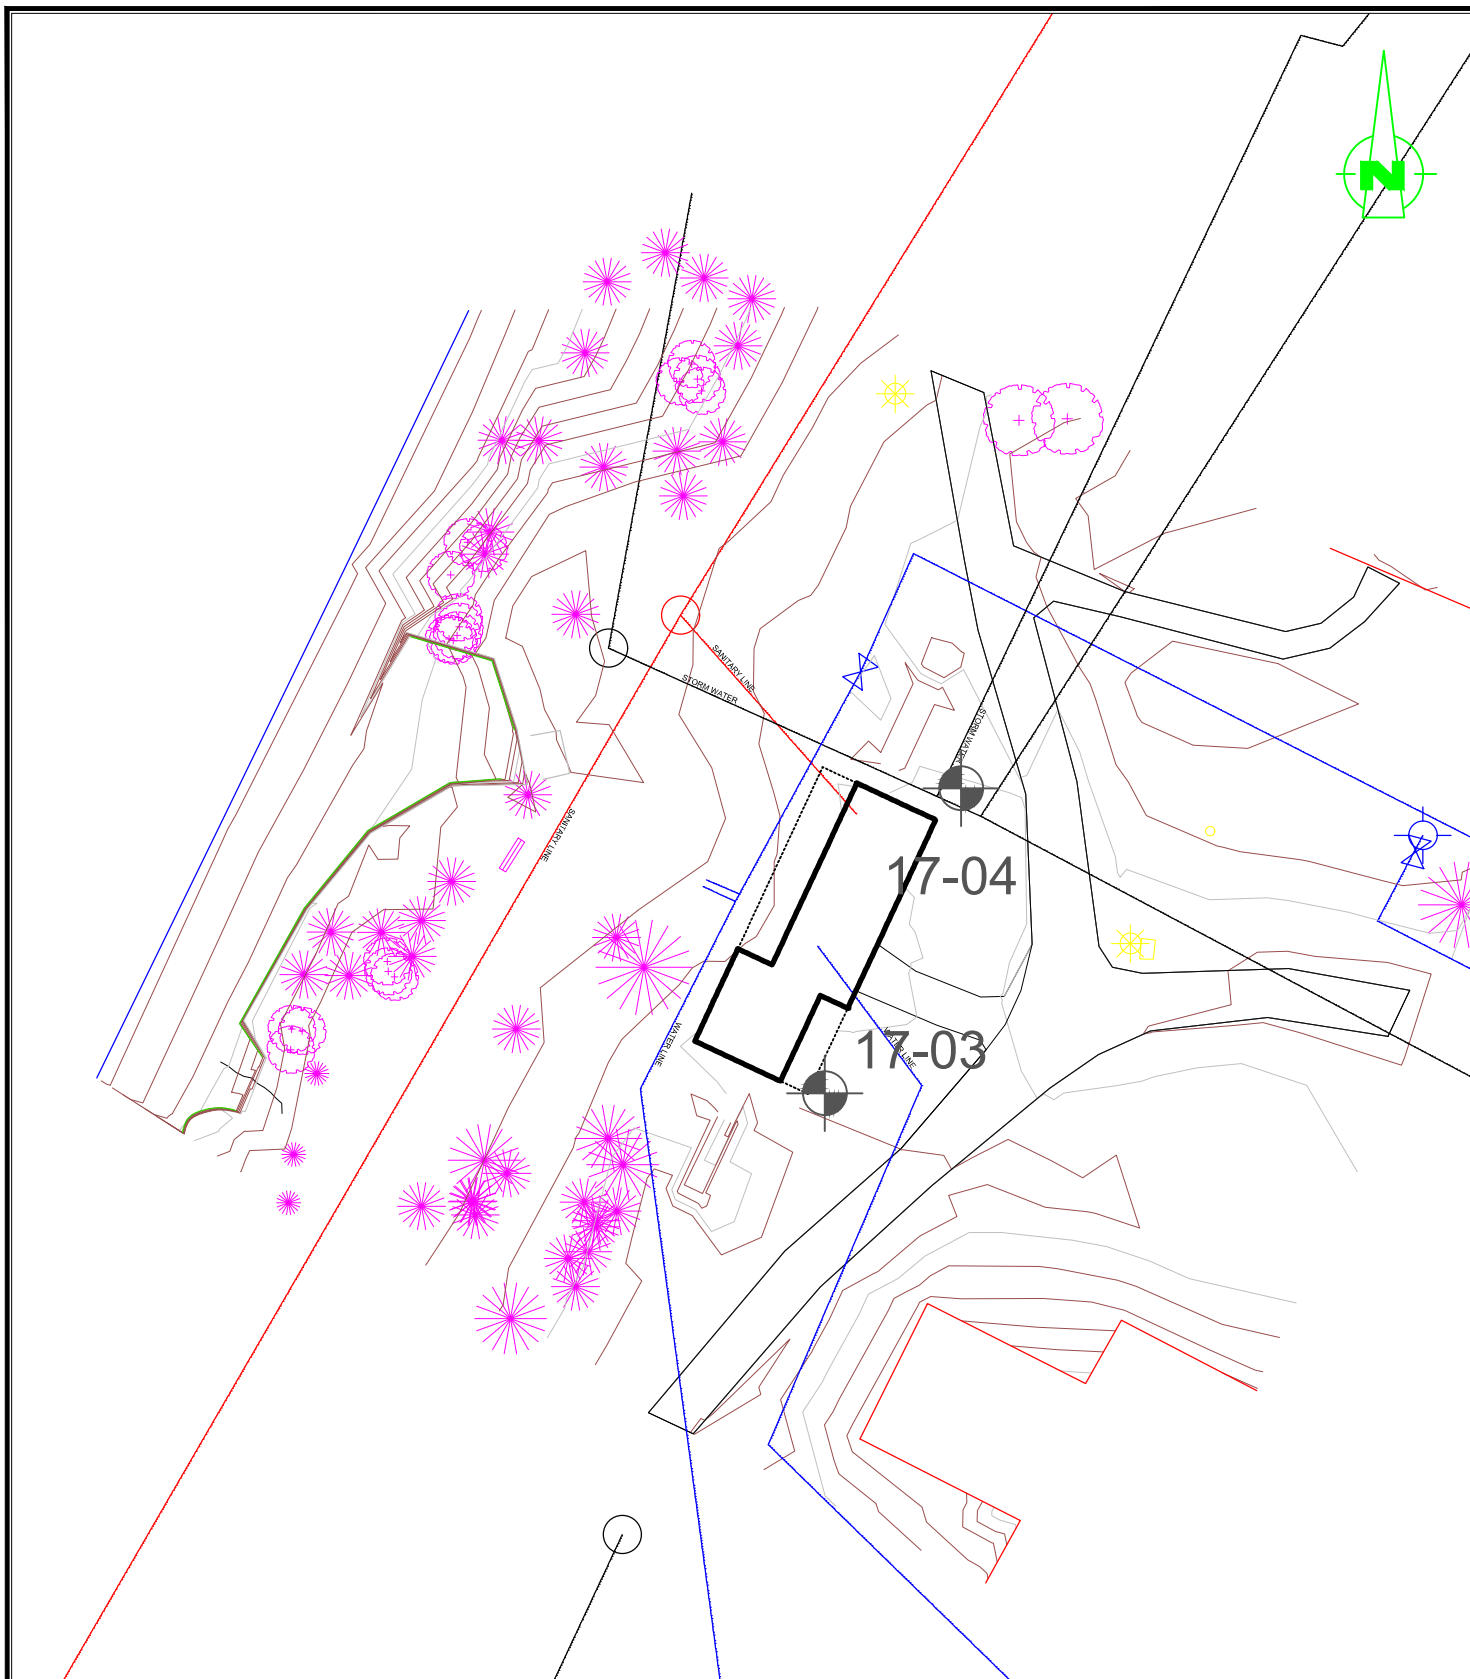 N
SANITARY LINE
STORM WATER
STORM WATER
SANITARY LINE
17-04
WATER LINE
WATER LINE
17-03